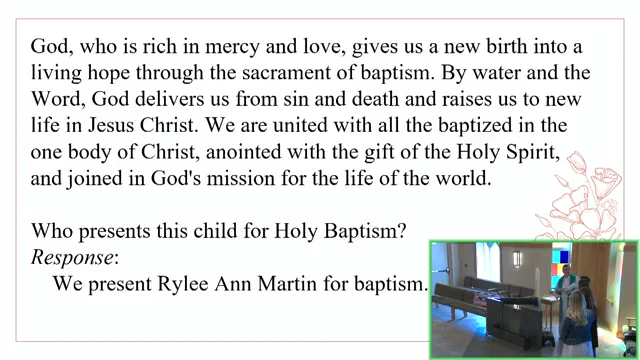 God, who is rich in mercy and love, gives us a new birth into a
living hope through the sacrament of baptism. By water and the
Word, God delivers us from sin and death and raises us to new
life in Jesus Christ. We are united with all the baptized in the
one body of Christ, anointed with the gift of the Holy Spirit,
and joined in God's mission for the life of the world.
Who presents this child for Holy Baptism?
Response:
We present Rylee Ann Martin for baptism.